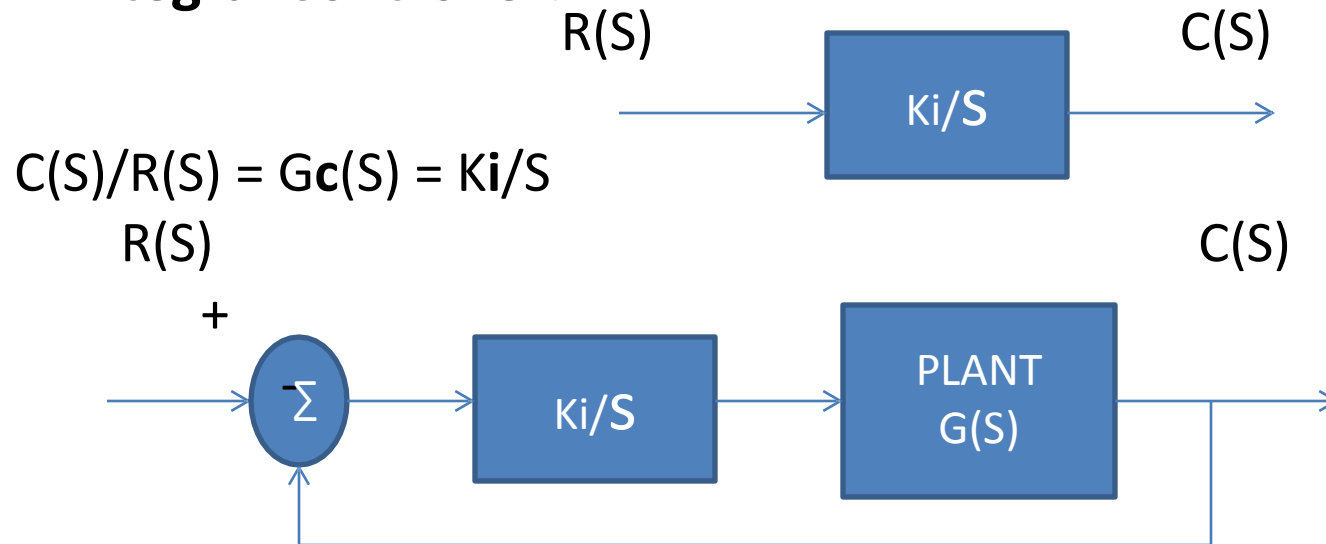 R(S) C(S)
Ki/S
C(S)/R(S) = Gc(S) = Ki/S
R(S) C(S)
+
-
Σ
Ki/S
PLANT
G(S)